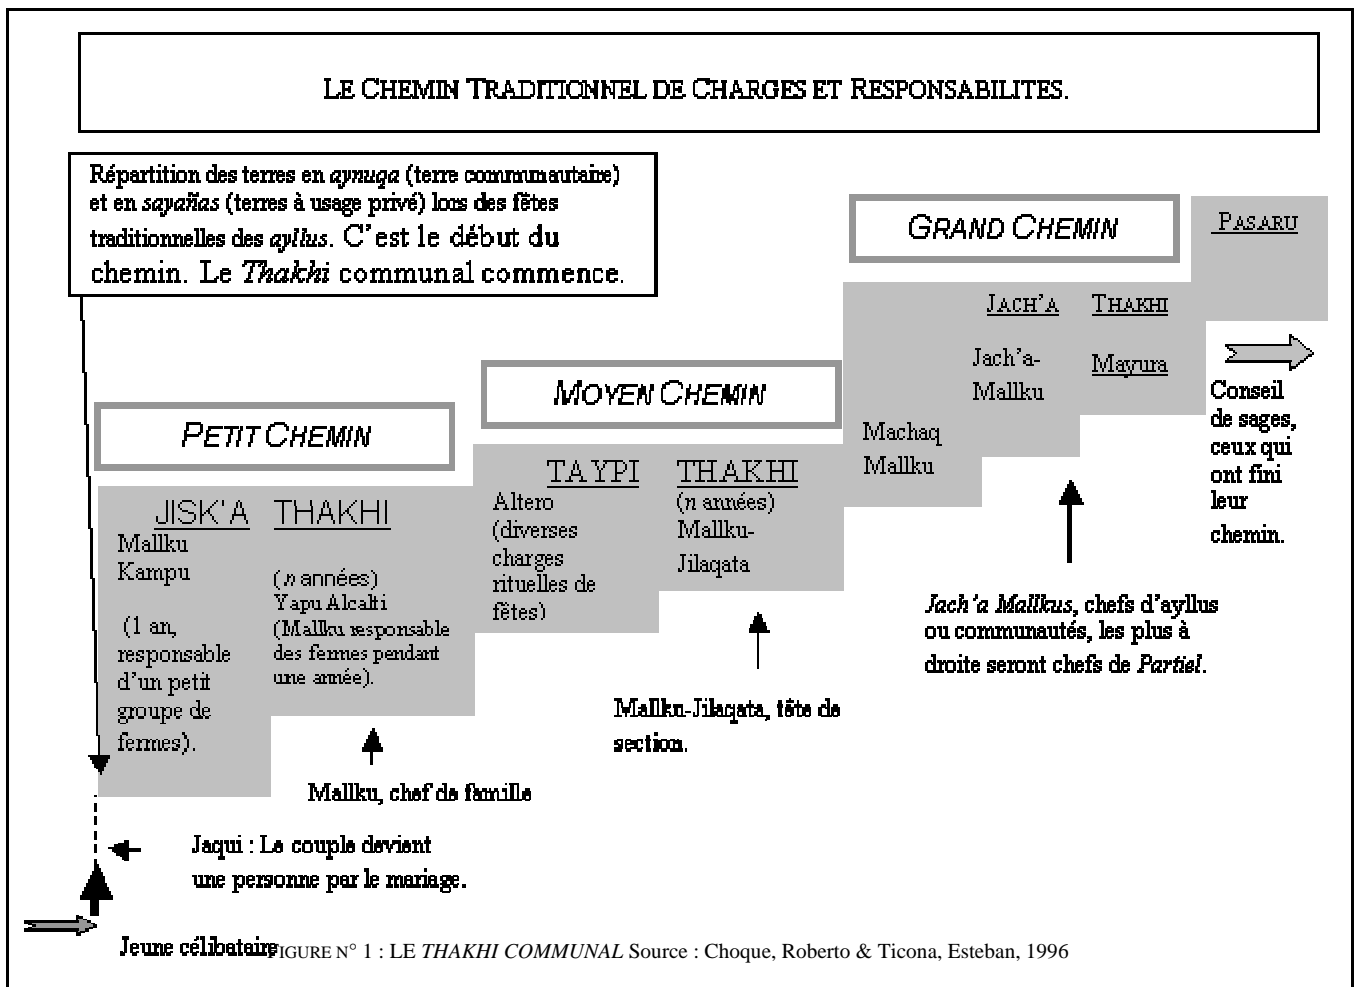 LE CHEMIN TRADITIONNEL DE CHARGES ET RESPONSABILITES.
Répartition des terres en aynuqa (terre communautaire)
et en sayañas (terres à usage privé) lors des fêtes
traditionnelles des ayllus. C'est le début du
chemin. Le Thakhi communal commence.
PETIT CHEMIN
JISK'A THAKHI
Mallku
Kampu
(1 an,
responsable
d'un petit
groupe de
fermes).
(n années)
Yapu Alcalti
(Mallku responsable
des fermes pendant
une année).
MOYEN CHEMIN
TAYPI THAKHI
Altero
(diverses
charges
rituelles de
fêtes)
(n années)
Mallku-
Jilaqata
GRAND CHEMIN
JACH'A THAKHI
Machaq
Mallku
Jach'a-
Mallku
Mayura
PASARU
Conseil
de sages,
ceux qui
ont fini
leur
chemin.
Jach'a Mallkus, chefs d'ayllus
ou communautés, les plus à
droite seront chefs de Partiel.
Mallku-Jilaqata, tête de
section.
Mallku, chef de famille
Jaqui : Le couple devient
une personne par le mariage.
Jeune célibataire
FIGURE N° 1 : LE THAKHI COMMUNAL Source : Choque, Roberto & Ticona, Esteban, 1996